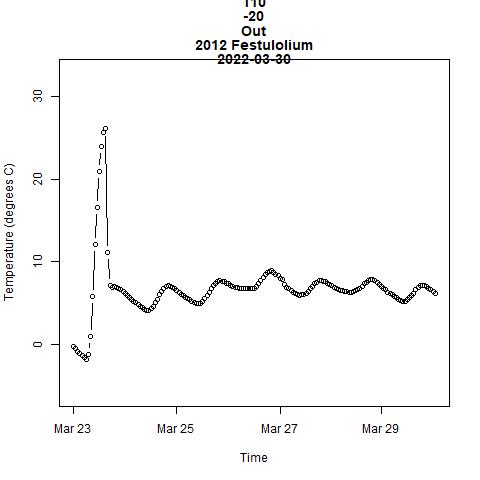 110
-20
Out
2012 Festulolium
2022-03-30
Temperature (degrees C)
30
20
10
0
Mar 23
Mar 25
Mar 27
Mar 29
Time